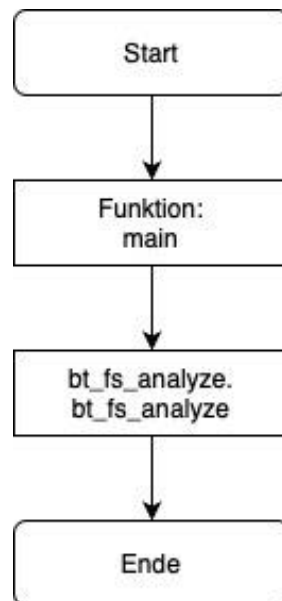 Start
Funktion:
main
bt_fs_analyze.
bt_fs_analyze
Ende